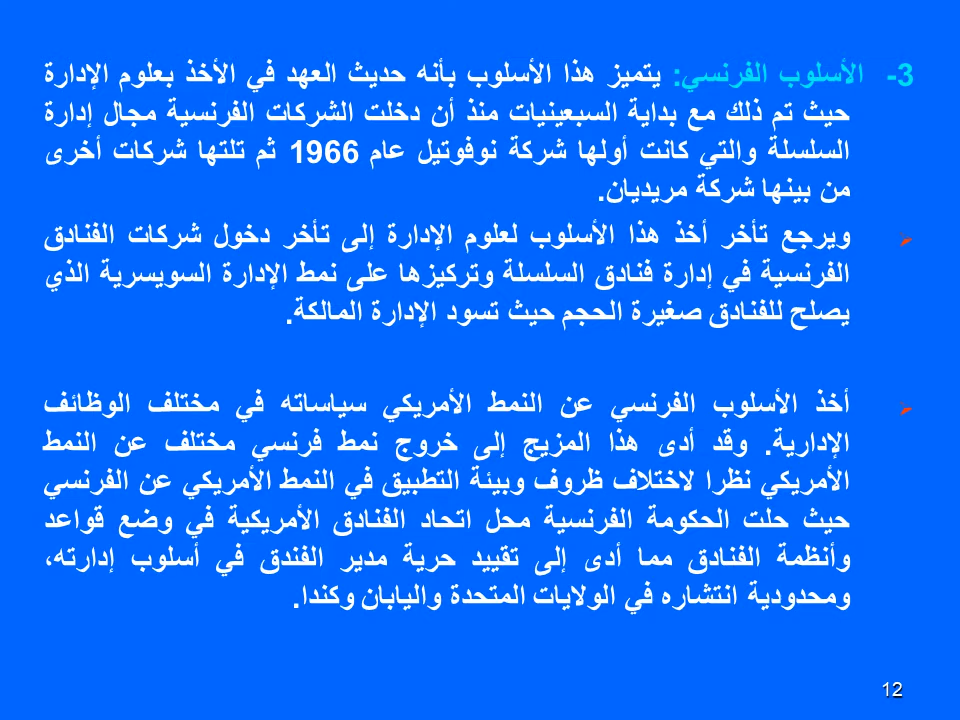 3- الأسلوب الفرنسي: يتميز هذا الأسلوب بأنه حديث العهد في الأخذ بعلوم الإدارة
حيث تم ذلك مع بداية السبعينيات منذ أن دخلت الشركات الفرنسية مجال إدارة
السلسلة والتي كانت أولها شركة نوفوتيل عام 1966 ثم تلتها شركات أخرى
من بينها شركة مريديان.
ويرجع تأخر أخذ هذا الأسلوب لعلوم الإدارة إلى تأخر دخول شركات الفنادق
الفرنسية في إدارة فنادق السلسلة وتركيزها على نمط الإدارة السويسرية الذي
يصلح للفنادق صغيرة الحجم حيث تسود الإدارة المالكة.
أخذ الأسلوب الفرنسي عن النمط الأمريكي سياساته في مختلف الوظائف
الإدارية. وقد أدى هذا المزيج إلى خروج نمط فرنسي مختلف عن النمط
الأمريكي نظرا لاختلاف ظروف وبيئة التطبيق في النمط الأمريكي عن الفرنسي
حيث حلت الحكومة الفرنسية محل اتحاد الفنادق الأمريكية في وضع قواعد
وأنظمة الفنادق مما أدى إلى تقييد حرية مدير الفندق في أسلوب إدارته،
ومحدودية انتشاره في الولايات المتحدة واليابان وكندا.
12